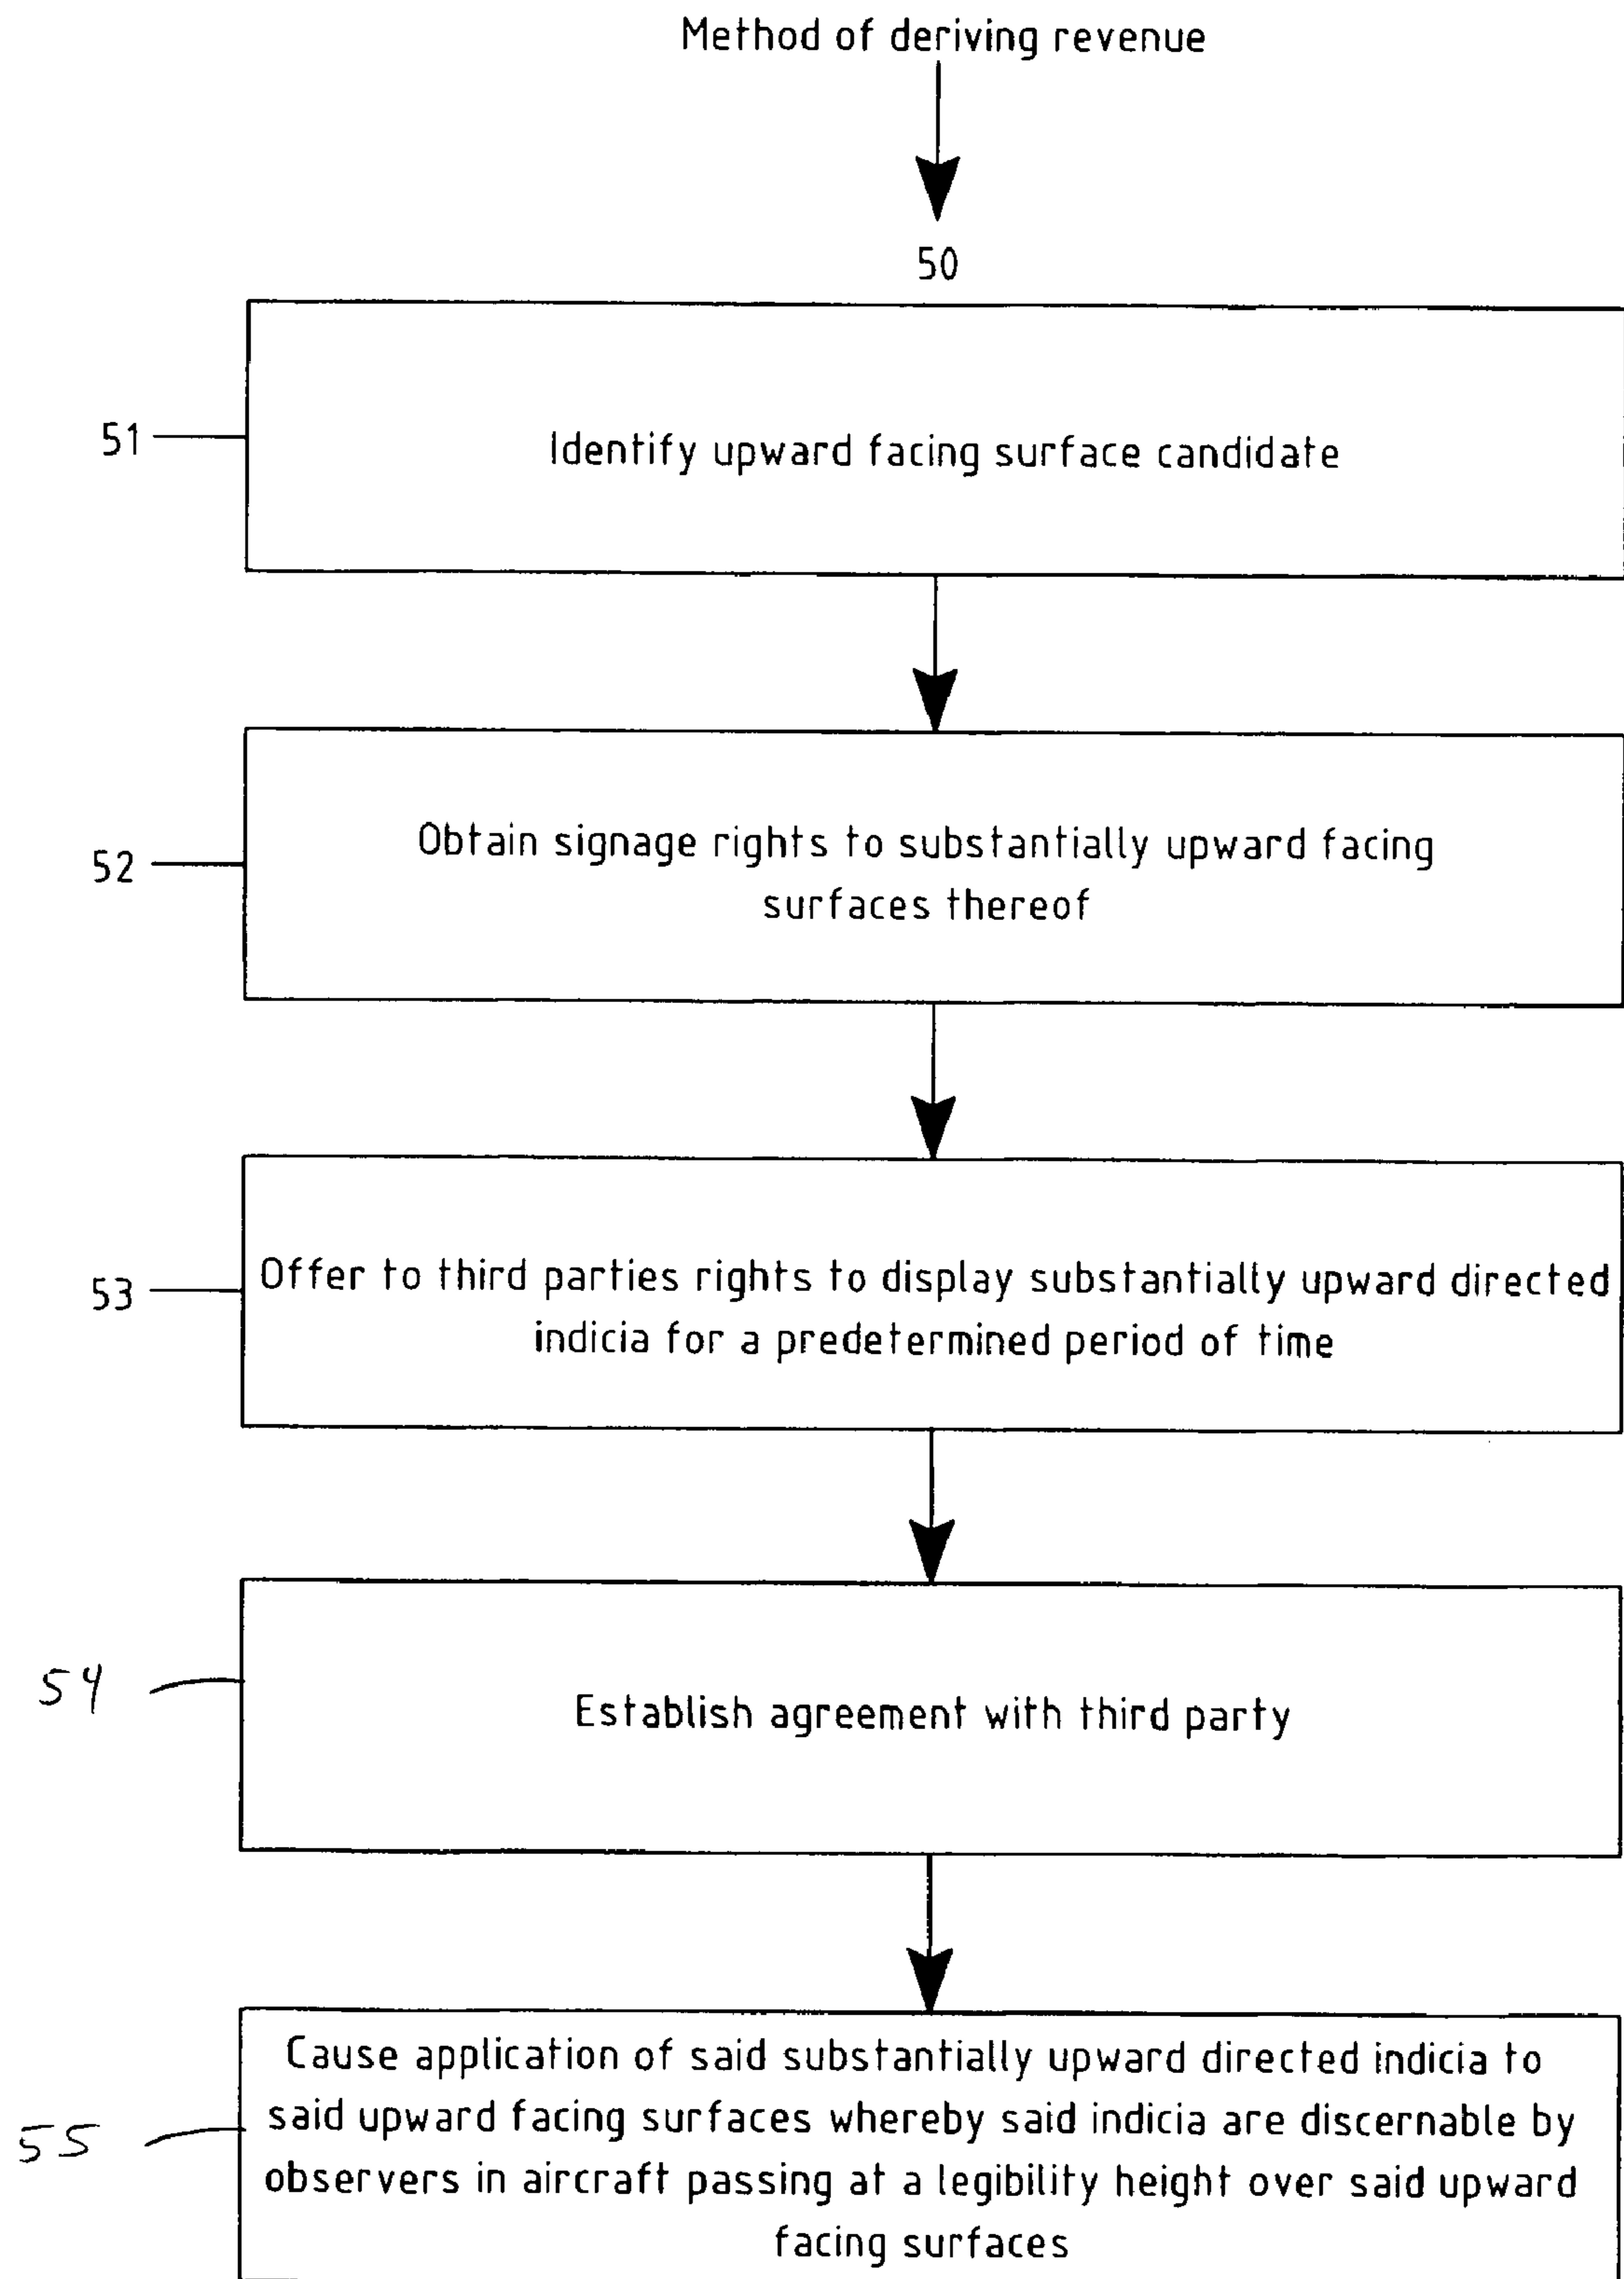 Method of deriving revenue
50
51
Identify upward facing surface candidate
52
Obtain signage rights to substantially upward facing
surfaces thereof
53
Offer to third parties rights to display substantially upward directed
indicia for a predetermined period of time
54
Establish agreement with third party
55
Cause application of said substantially upward directed indicia to
said upward facing surfaces whereby said indicia are discernable by
observers in aircraft passing at a legibility height over said upward
facing surfaces